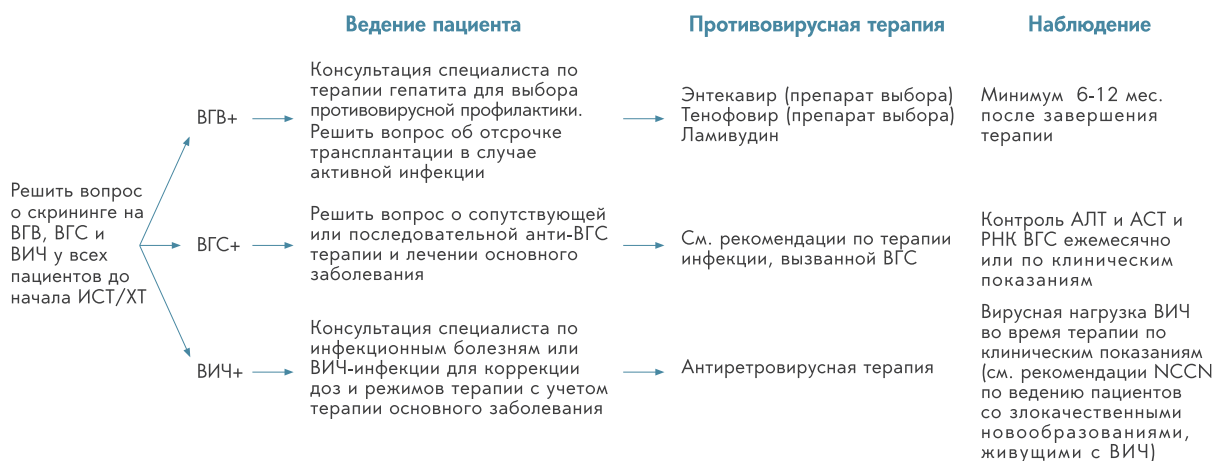 Ведение пациента
Противовирусная терапия
Наблюдение
Решить вопрос
о скрининге на
ВГВ, ВГС и
ВИЧ у всех
пациентов до
начала ИСТ/ХТ
ВГВ+
Консультация специалиста по
терапии гепатита для выбора
противовирусной профилактики.
Решить вопрос об отсрочке
трансплантации в случае
активной инфекции
Энтекавир (препарат выбора)
Тенофовир (препарат выбора)
Ламивудин
Минимум 6-12 мес.
после завершения
терапии
ВГС+
Решить вопрос о сопутствующей
или последовательной анти-ВГС
терапии и лечении основного
заболевания
См. рекомендации по терапии
инфекции, вызванной ВГС
Контроль АЛТ и АСТ и
РНК ВГС ежемесячно
или по клиническим
показаниям
ВИЧ+
Консультация специалиста по
инфекционным болезням или
ВИЧ-инфекции для коррекции
доз и режимов терапии с учетом
терапии основного заболевания
Антиретровирусная терапия
Вирусная нагрузка ВИЧ
во время терапии по
клиническим показаниям
(см. рекомендации NCCN
по ведению пациентов
со злокачественными
новообразованиями,
живущими с ВИЧ)